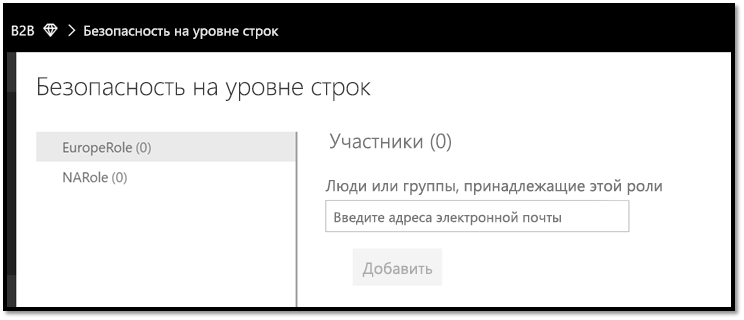 B2B > Безопасность на уровне строк
Безопасность на уровне строк
EuropeRole (0)
NARole (0)
Участники (0)
Люди или группы, принадлежащие этой роли
Введите адреса электронной почты
Добавить